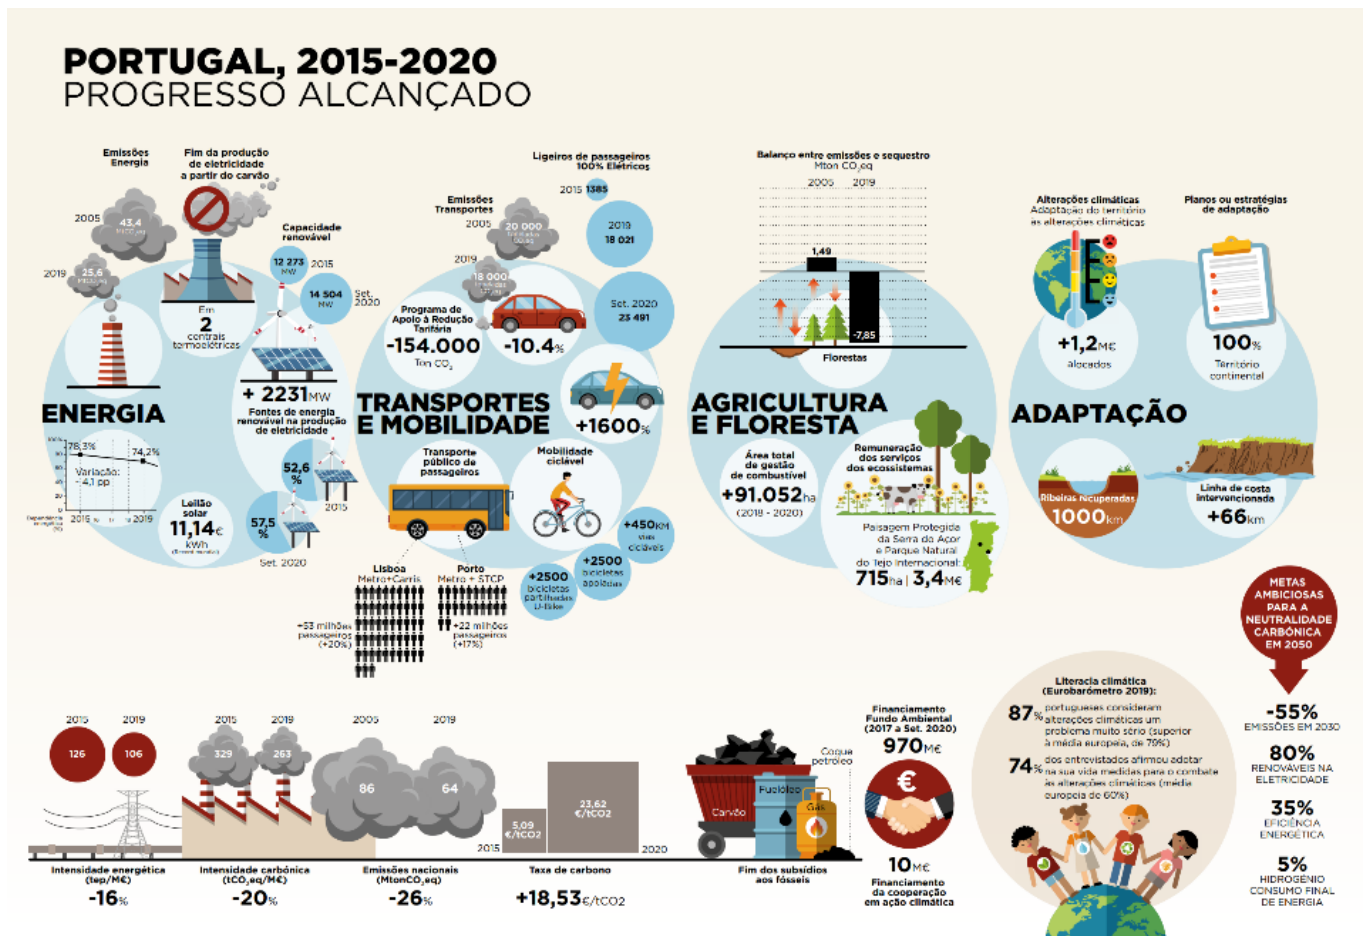 PORTUGAL, 2015-2020
PROGRESSO ALCANÇADO
Emissões
Energia
2005
43,4
2019
25,6
Fim da produção
de eletricidade
a partir do carvão
Em
2
centrais
termoelétricas
Capacidade
renovável
12 273
MW
2015
14 504
MW
Set.
2020
+ 2231MW
ENERGIA
Fontes de energia
renovável na produção
de eletricidade
52,6
%
2015
57,5
%
Set. 2020
78,3%
74,2%
Variação:
-4,1 pp
2015
2019
Leilão
solar
11,14€
kWh
Emissões
Transportes
2005
20 000
2019
18 000
Ligeiros de passageiros
100% Elétricos
2015 1385
2019
18 021
Set. 2020
23 491
Programa de
Apoio à Redução
Tarifária
-154.000
Ton CO2
-10.4%
+1600%
TRANSPORTES
E MOBILIDADE
Transporte
público de
passageiros
Mobilidade
ciclável
+450KM
vias
cicláveis
+2500
bicicletas
apoiadas
+2500
bicicletas
partilhadas
U-Bike
Lisboa
Metro+Carris
+53 milhões
passageiros
(+20%)
Porto
Metro + STCP
+22 milhões
passageiros
(+17%)
Balanço entre emissões e sequestro
Mton CO2eq
2005 2019
1,49
-7,85
Florestas
AGRICULTURA
E FLORESTA
Área total
de gestão
de combustível
+91.052ha
(2018 - 2020)
Remuneração
dos serviços
dos ecossistemas
Paisagem Protegida
da Serra do Açor
e Parque Natural
do Tejo Internacional:
715ha | 3,4M€
Alterações climáticas
Adaptação do território
às alterações climáticas
+1,2M€
alocados
Planos ou estratégias
de adaptação
100%
Território
continental
ADAPTAÇÃO
Ribeiras recuperadas
1000km
Linha de costa
intervencionada
+66km
METAS
AMBICIOSAS
PARA A
NEUTRALIDADE
CARBÓNICA
EM 2050
-55%
EMISSÕES EM 2030
80%
RENOVÁVEIS NA
ELETRICIDADE
35%
EFICIÊNCIA
ENERGÉTICA
5%
HIDROGÉNIO
CONSUMO FINAL
DE ENERGIA
2015 2019
126 106
Intensidade energética
(tep/M€)
-16%
2015 2019
329 263
Intensidade carbónica
(tCO2eq/M€)
-20%
2005 2019
86 64
Emissões nacionais
(MtonCO2eq)
-26%
2015
5,09
€/tCO2
23,62
€/tCO2
2020
Taxa de carbono
+18,53€/tCO2
Carvão
Fuelóleo
Gás
Coque
petróleo
Fim dos subsídios
aos fósseis
Financiamento
Fundo Ambiental
(2017 a Set. 2020)
970M€
€
10M€
Financiamento
da cooperação
em ação climática
Literacia climática
(Eurobarómetro 2019):
87% portugueses consideram
alterações climáticas um
problema muito sério (superior
à média europeia, de 79%)
74% dos entrevistados afirmou adotar
na sua vida medidas para o combate
às alterações climáticas (média
europeia de 60%)